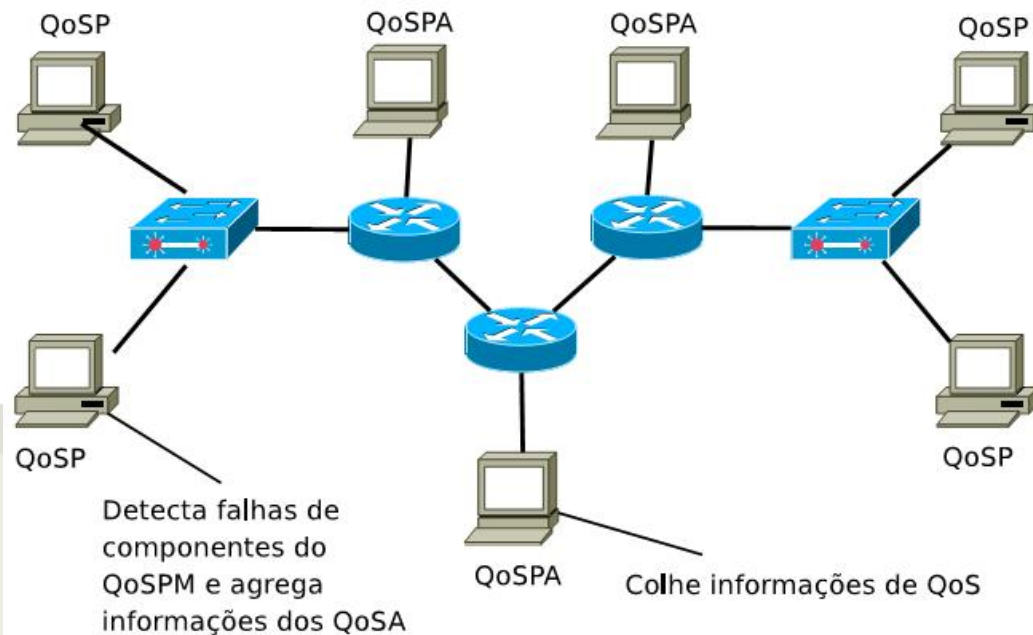 QoSP
QoSPA
QoSPA
QoSP
QoSP
QoSP
QoSPA
Detecta falhas de
componentes do
QoSPM e agrega
informações dos QoSA
Colhe informações de QoS